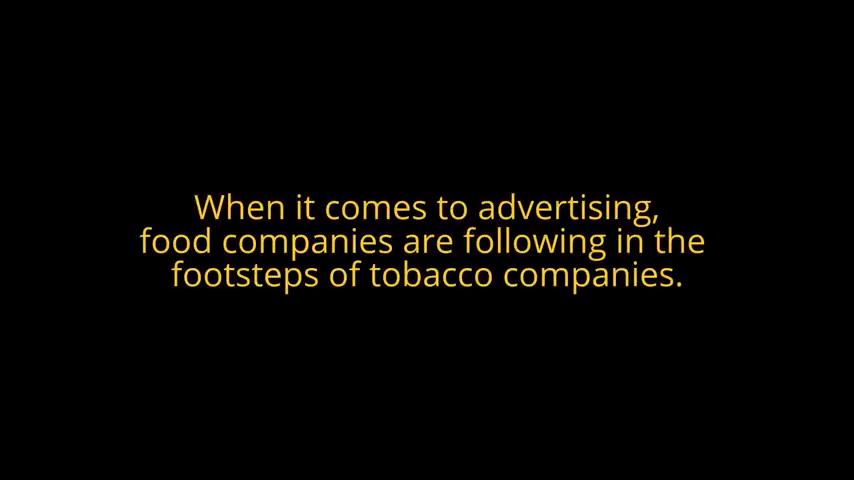 When it comes to advertising,
food companies are following in the
footsteps of tobacco companies.